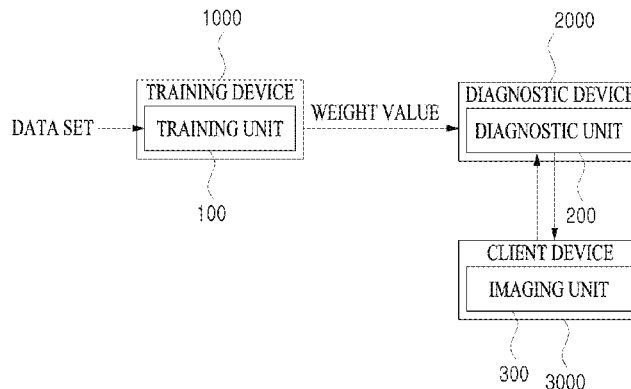 1000
2000
TRAINING DEVICE
DIAGNOSTIC DEVICE
DATA SET
TRAINING UNIT
WEIGHT VALUE
DIAGNOSTIC UNIT
100
200
CLIENT DEVICE
IMAGING UNIT
300
3000